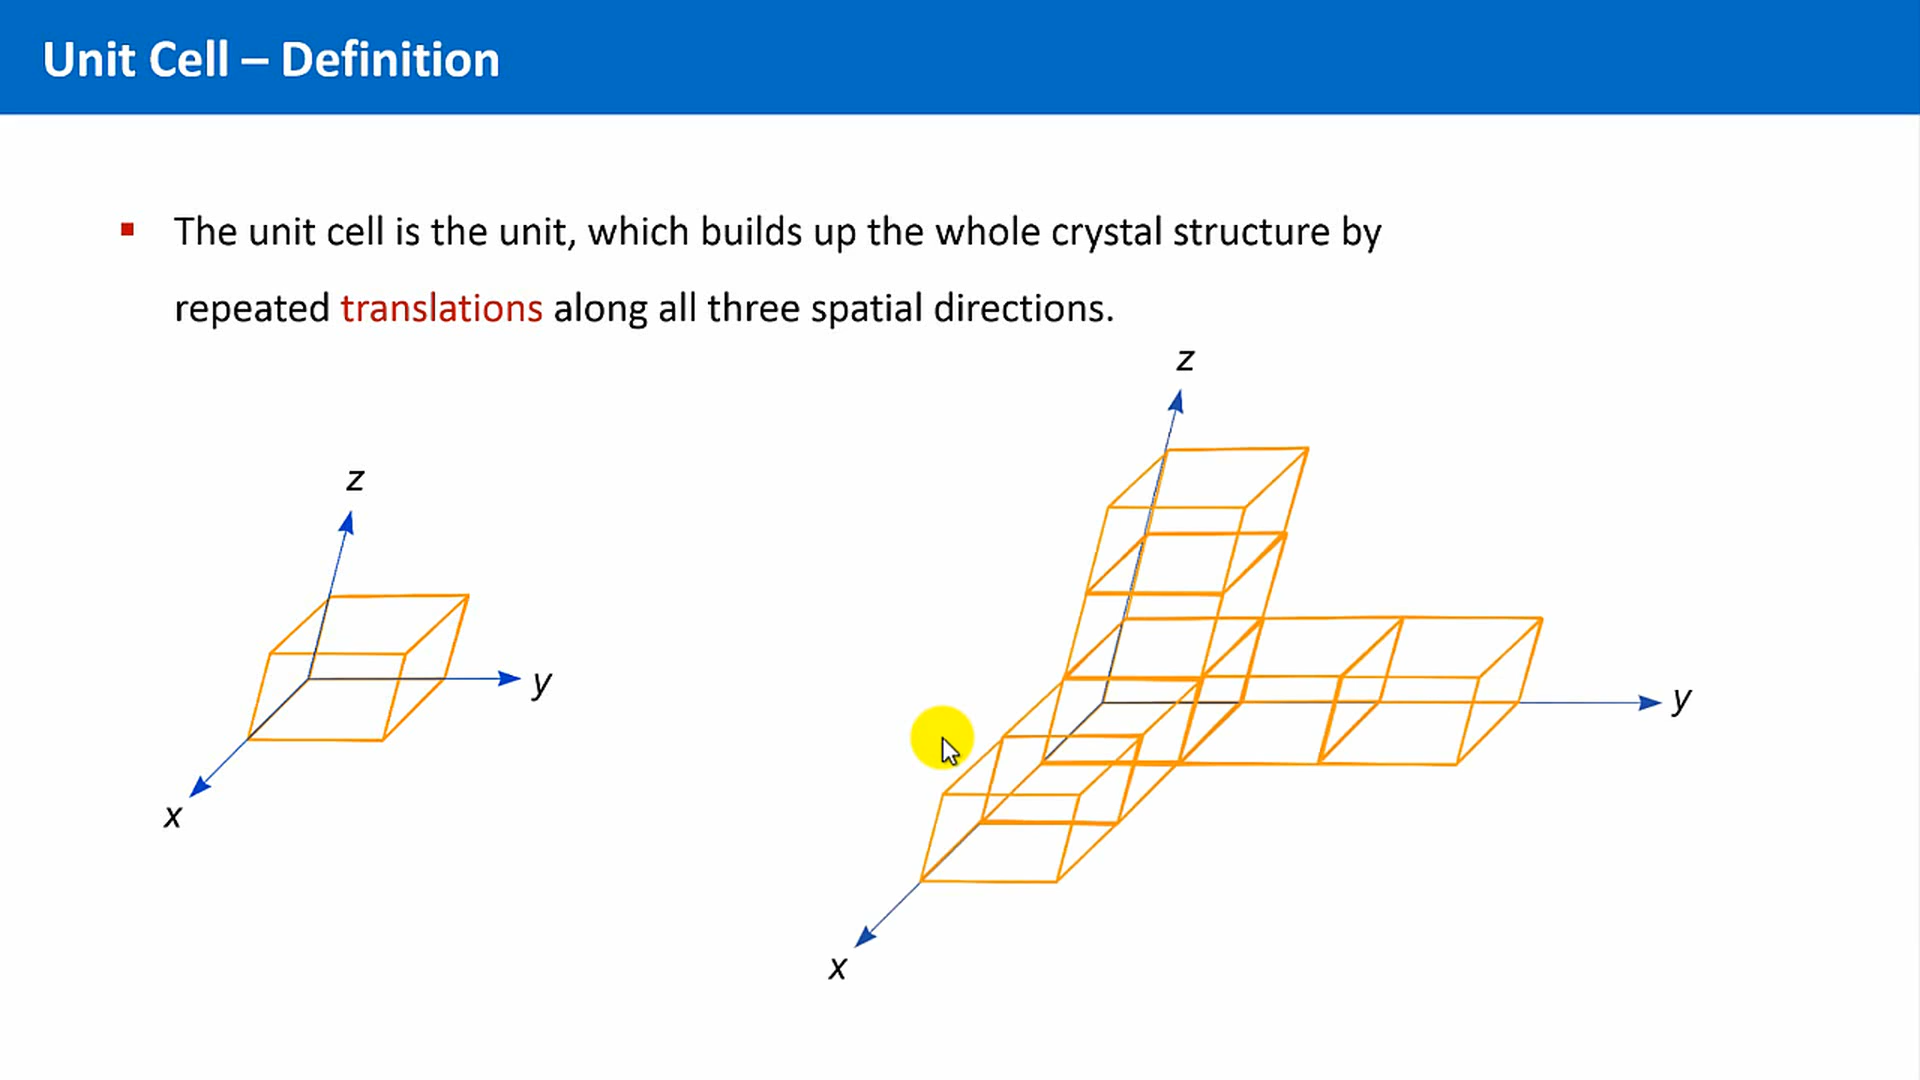 Unit Cell – Definition
The unit cell is the unit, which builds up the whole crystal structure by
repeated translations along all three spatial directions.
z
y
x
z
y
x